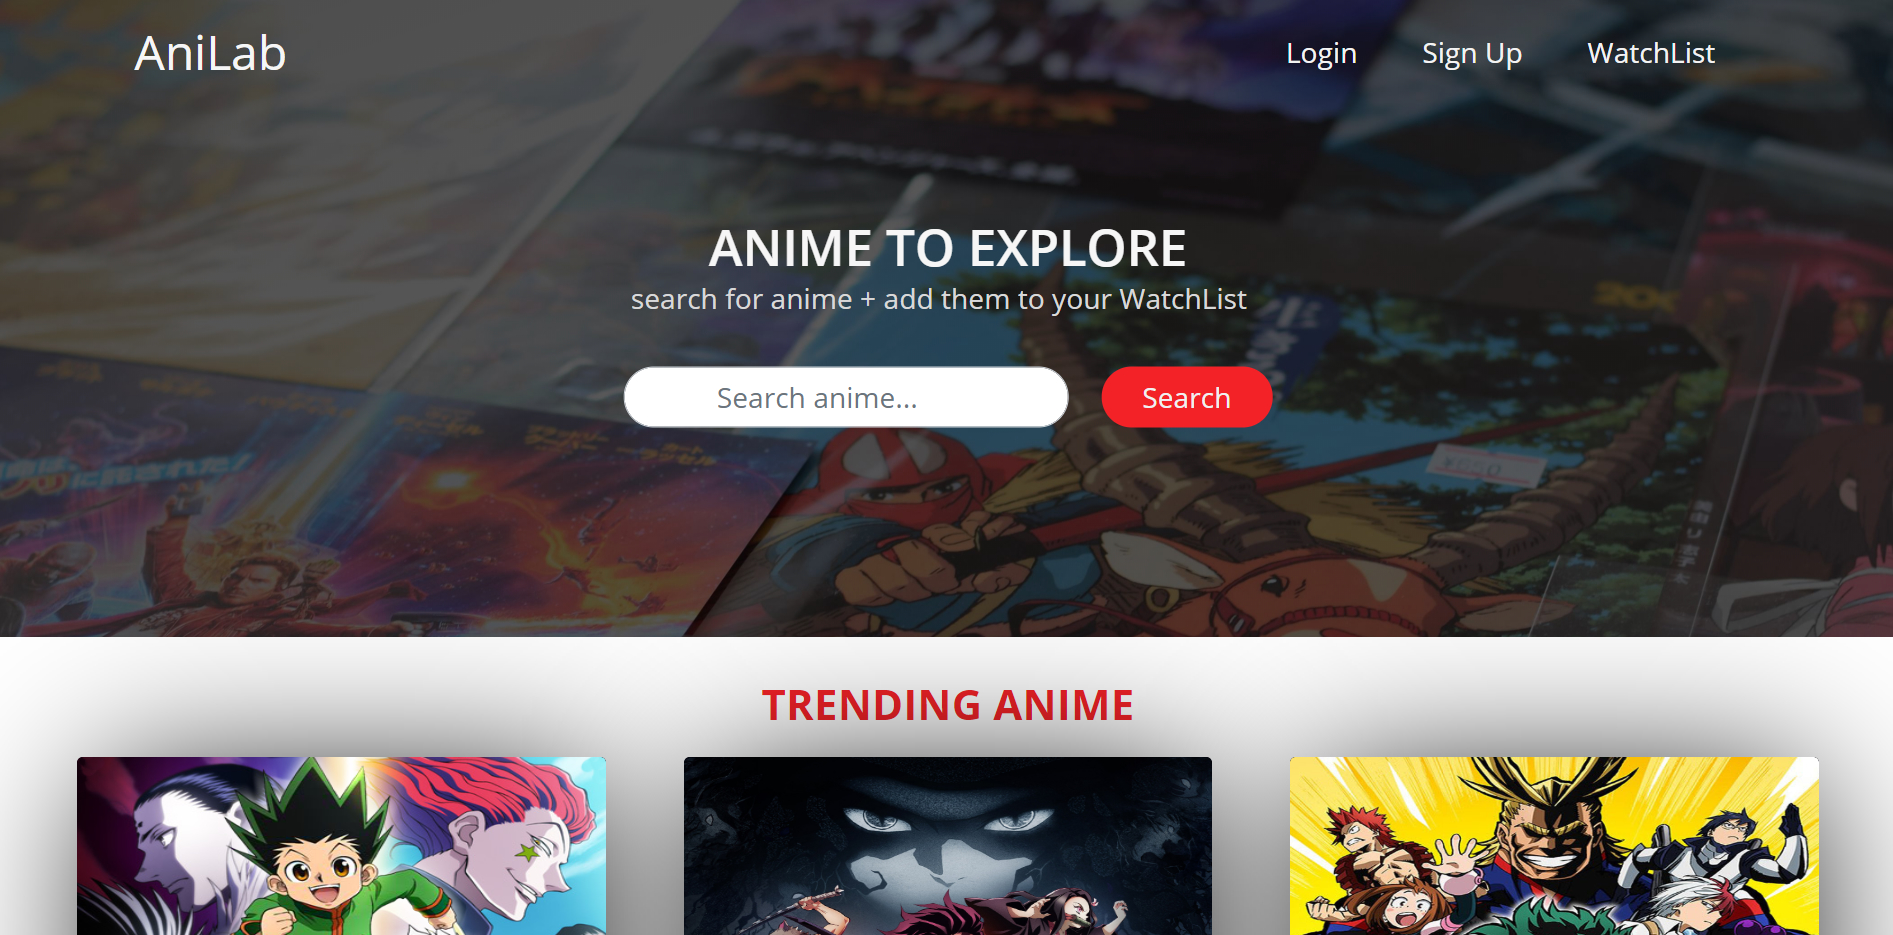 AniLab
Login
Sign Up
WatchList
ANIME TO EXPLORE
search for anime + add them to your WatchList
Search anime...
Search
TRENDING ANIME